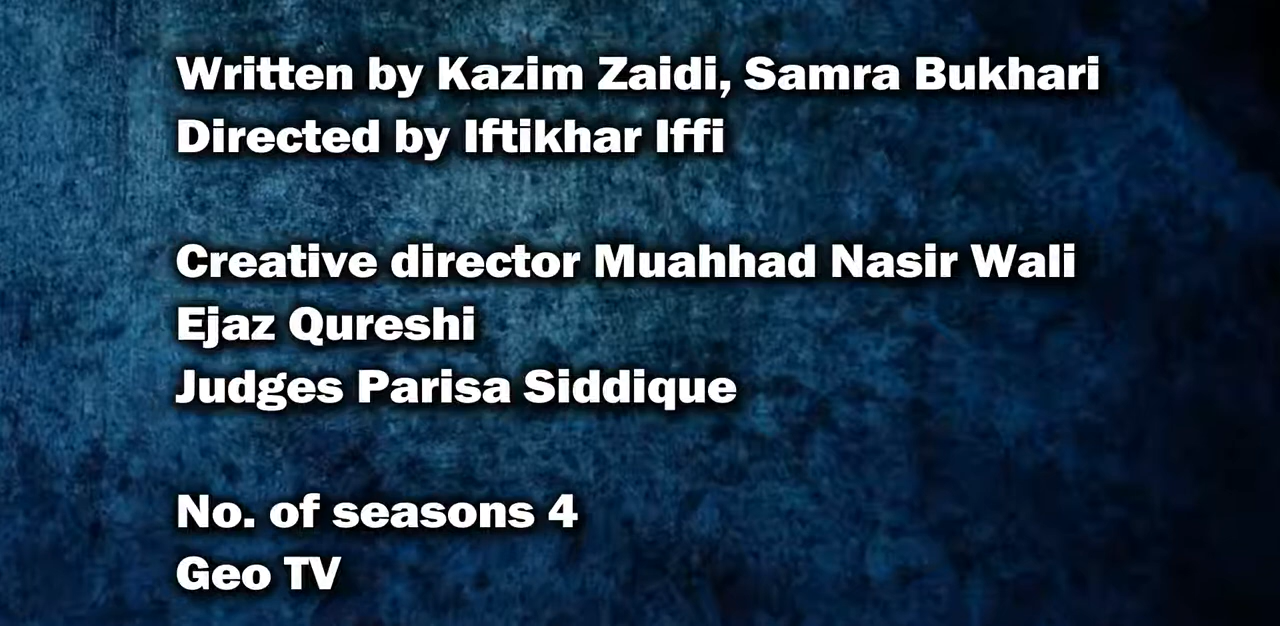 Written by Kazim Zaidi, Samra Bukhari
Directed by Iftikhar Iffi
Creative director Muahhad Nasir Wali
Ejaz Qureshi
Judges Parisa Siddique
No. of seasons 4
Geo TV